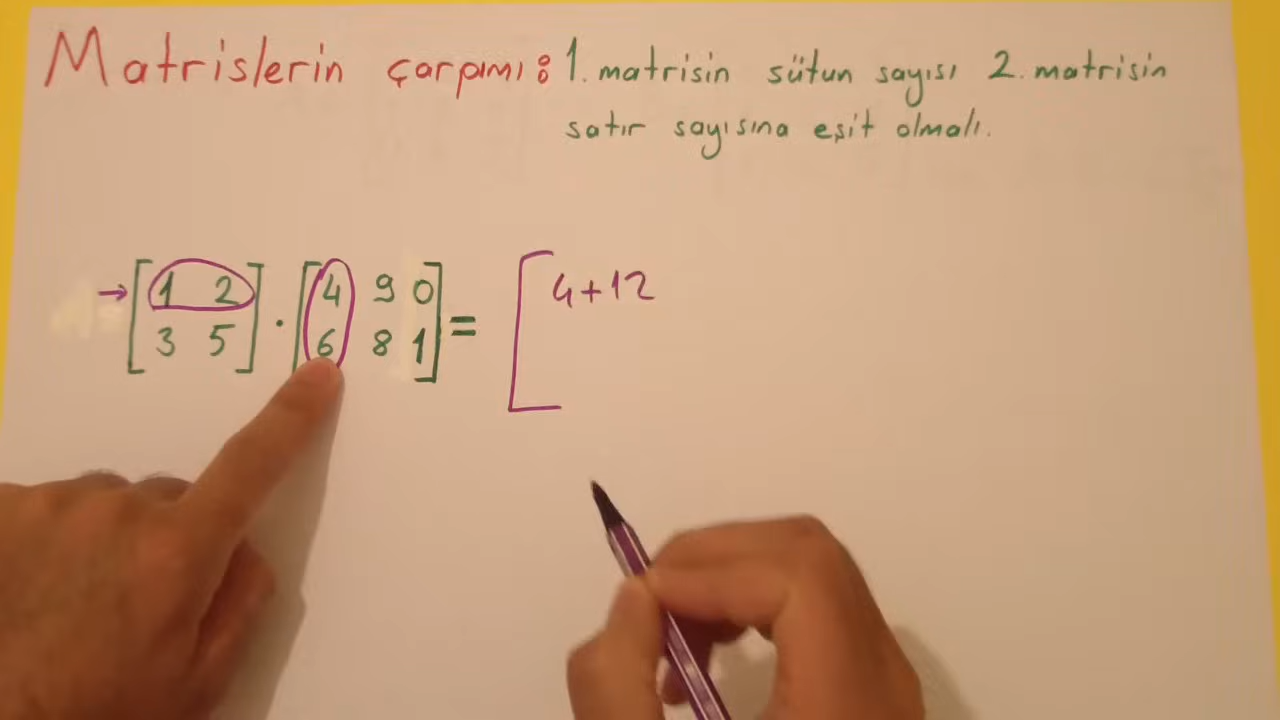 Matrislerin çarpımı: 1. matrisin sütun sayısı 2. matrisin
satır sayısına eşit olmalı.
→ [1 2] . [4 9 0] = [4+12
[3 5] [6 8 1]